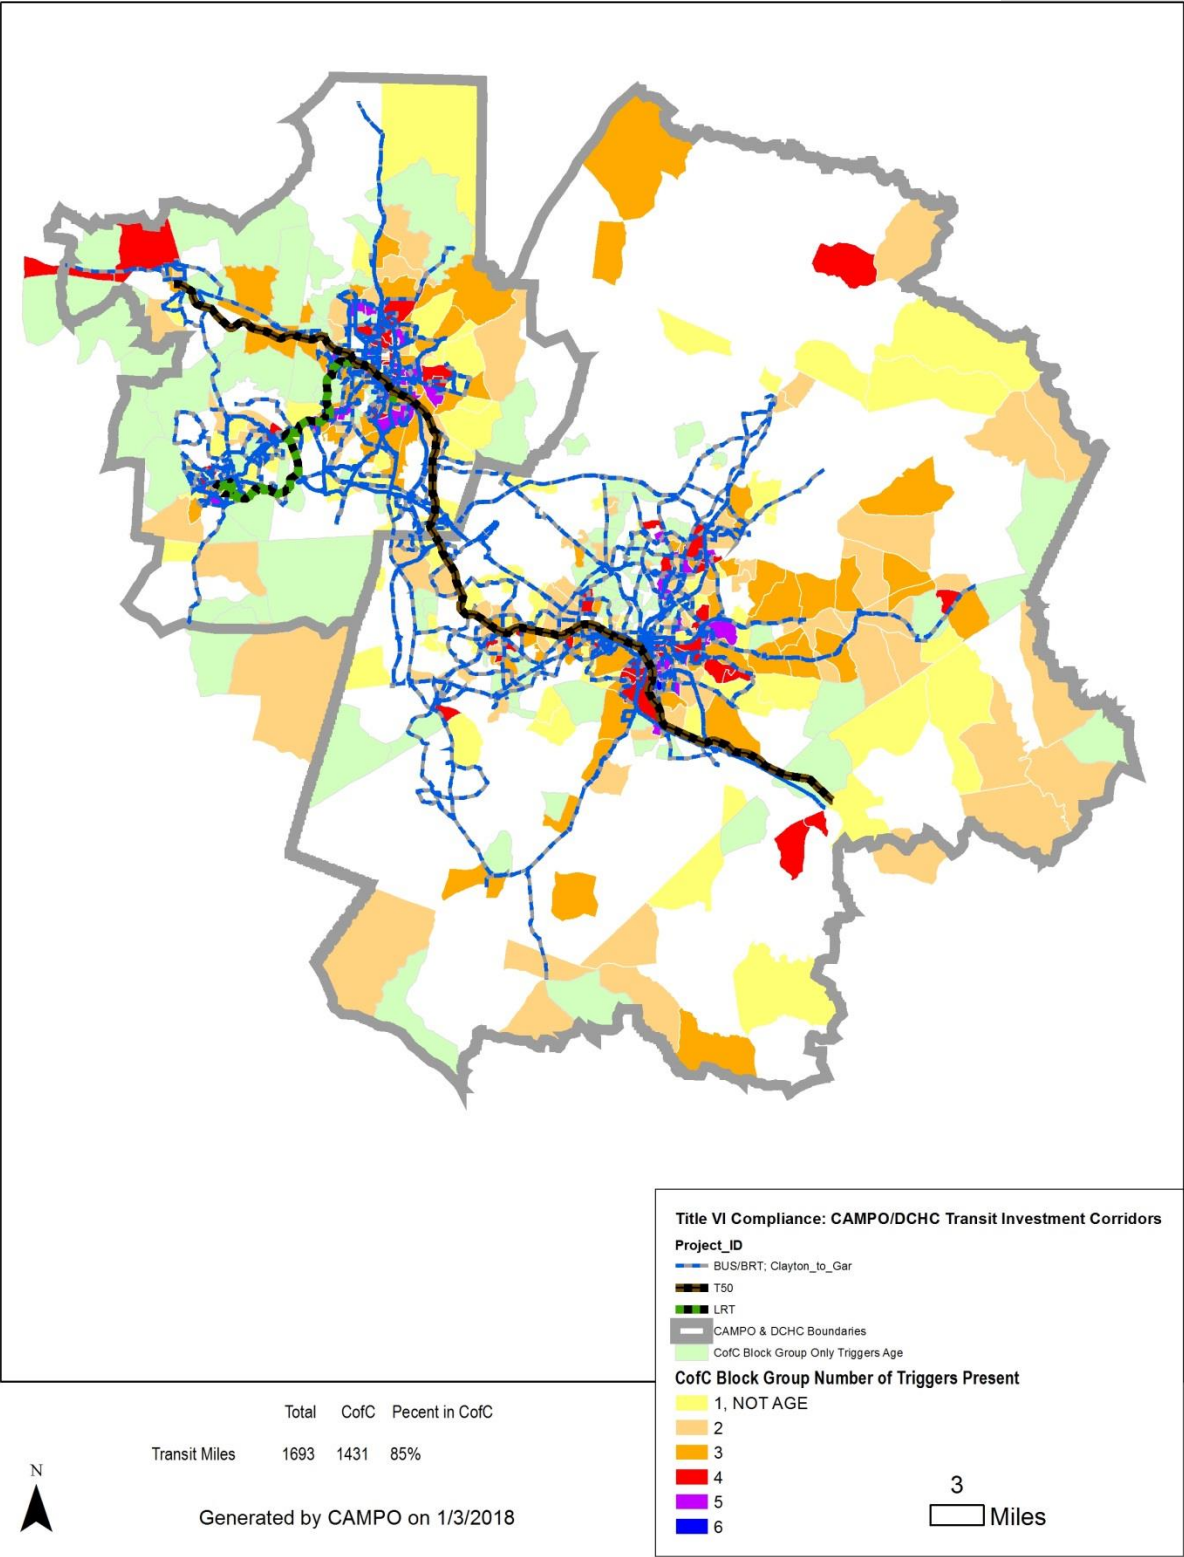 Title VI Compliance: CAMPO/DCHC Transit Investment Corridors
Project_ID
BUS/BRT; Clayton_to_Gar
T50
LRT
CAMPO & DCHC Boundaries
CofC Block Group Only Triggers Age
CofC Block Group Number of Triggers Present
1, NOT AGE
2
3
4
5
6
3
Miles
Total CofC Pecent in CofC
Transit Miles 1693 1431 85%
N
Generated by CAMPO on 1/3/2018